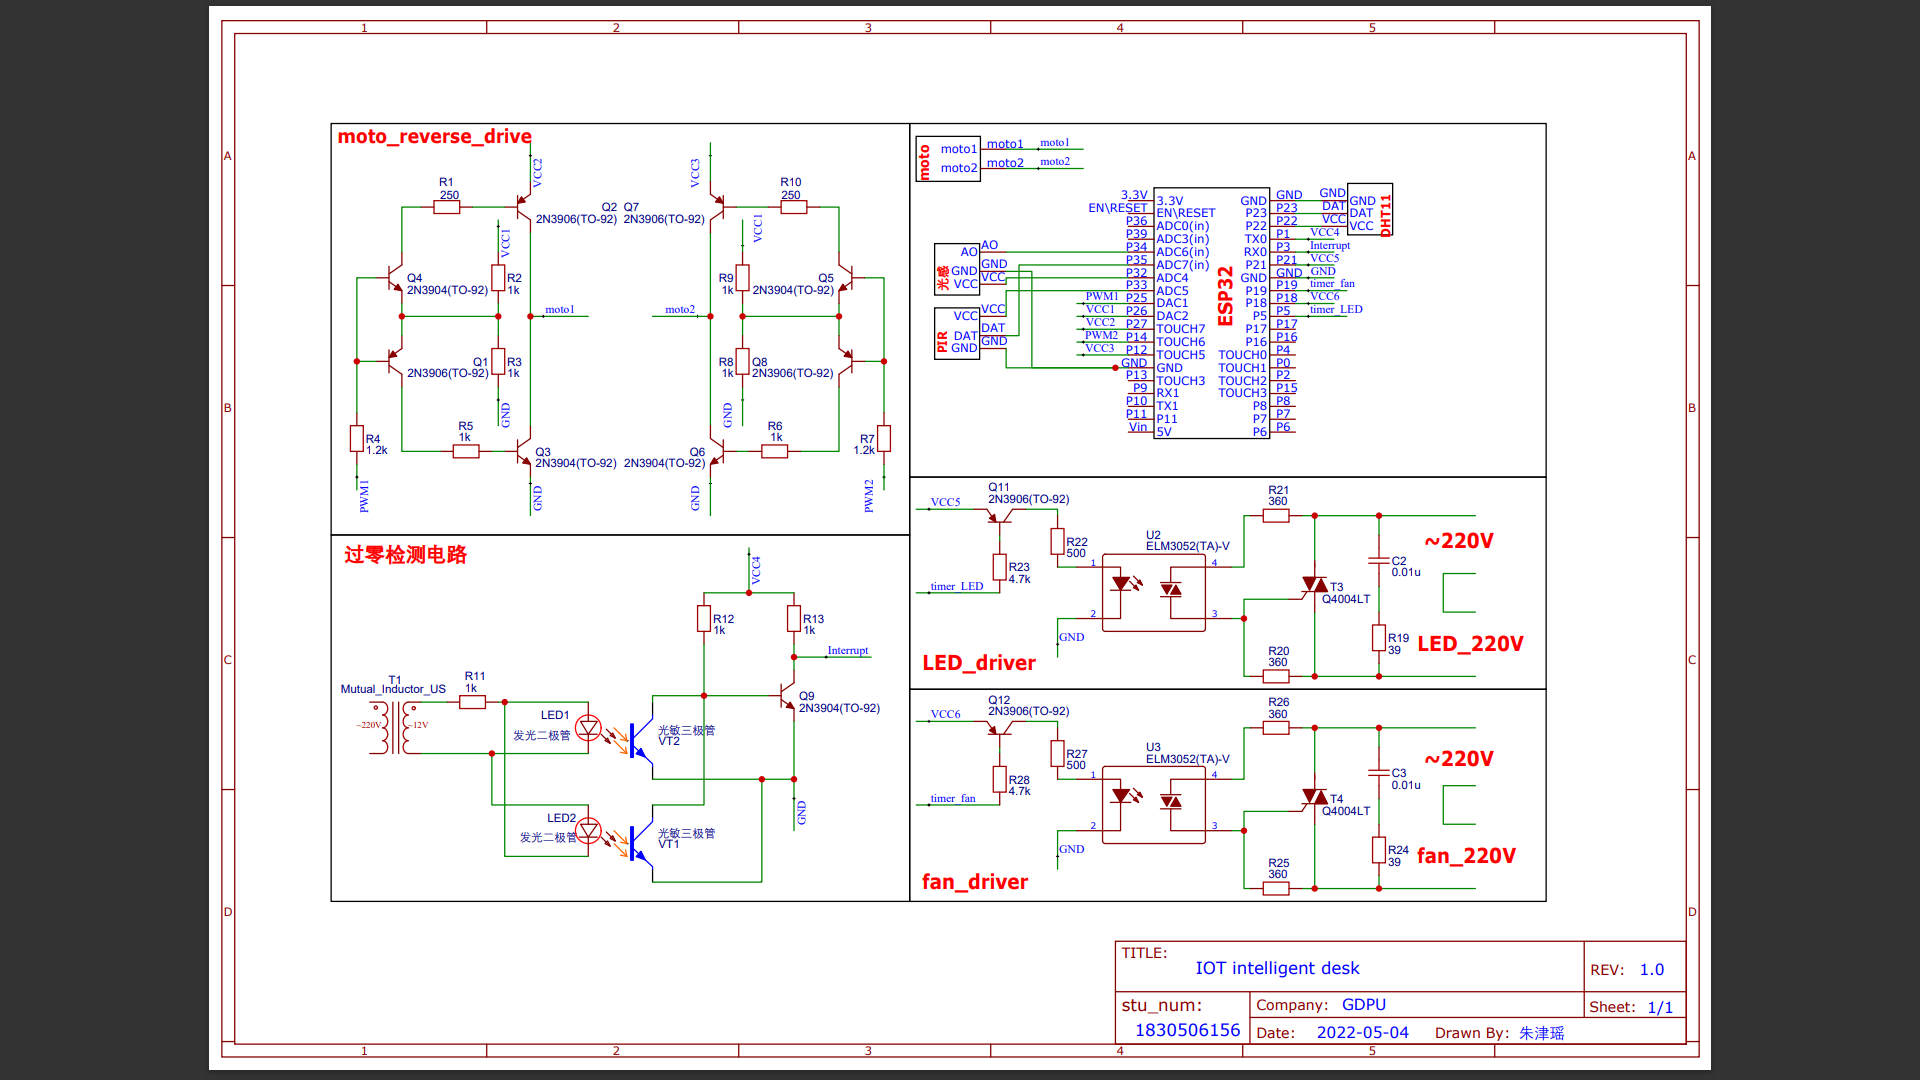 1 2 3 4 5
A A
B B
C C
D D
moto_reverse_drive
VCC2
VCC3
R1
250
R10
250
Q2 Q7
2N3906(TO-92) 2N3906(TO-92)
VCC1
VCC1
Q4
2N3904(TO-92)
R2
1k
R9
1k
Q5
2N3904(TO-92)
moto1
moto2
Q1
2N3906(TO-92)
R3
1k
R8
1k
Q8
2N3906(TO-92)
GND
GND
R4
1.2k
R5
1k
R6
1k
R7
1.2k
Q3
2N3904(TO-92)
Q6
2N3904(TO-92)
PWM1
GND
GND
PWM2
moto
moto1 moto1 moto1
moto2 moto2 moto2
光感
AO AO
GND GND
VCC VCC
PIR
VCC VCC
DAT DAT
GND GND
ESP32
3.3V 3.3V
EN\RESET EN\RESET
P36 ADC0(in)
P39 ADC3(in)
P34 ADC6(in)
P35 ADC7(in)
P32 ADC4
P33 ADC5
PWM1 P25 DAC1
VCC1 P26 DAC2
VCC2 P27 TOUCH7
PWM2 P14 TOUCH6
VCC3 P12 TOUCH5
GND GND
P13 TOUCH3
P9 RX1
P10 TX1
P11 P11
Vin 5V
GND GND GND GND
P23 P23 DAT DAT
P22 P22 VCC VCC
DHT11
TX0 P1 VCC4
RX0 P3 Interrupt
P21 P21 VCC5
GND GND GND
P19 P19 timer_fan
P18 P18 VCC6
P5 P5 timer_LED
P17 P17
P16 P16
TOUCH0 P4
TOUCH1 P0
TOUCH2 P2
TOUCH3 P15
P8 P8
P7 P7
P6 P6
过零检测电路
VCC4
R12
1k
R13
1k
Interrupt
T1
Mutual_Inductor_US
~220V ~12V
R11
1k
LED1
发光二极管
光敏三极管
VT2
Q9
2N3904(TO-92)
GND
LED2
发光二极管
光敏三极管
VT1
VCC5
Q11
2N3906(TO-92)
R22
500
R23
4.7k
timer_LED
GND
U2
ELM3052(TA)-V
1 4
2 3
R21
360
T3
Q4004LT
C2
0.01u
~220V
R20
360
R19
39
LED_220V
LED_driver
VCC6
Q12
2N3906(TO-92)
R27
500
R28
4.7k
timer_fan
GND
U3
ELM3052(TA)-V
1 4
2 3
R26
360
T4
Q4004LT
C3
0.01u
~220V
R25
360
R24
39
fan_220V
fan_driver
TITLE:
IOT intelligent desk
REV: 1.0
stu_num:
1830506156
Company: GDPU
Sheet: 1/1
Date: 2022-05-04 Drawn By: 朱津瑶
1 2 3 4 5